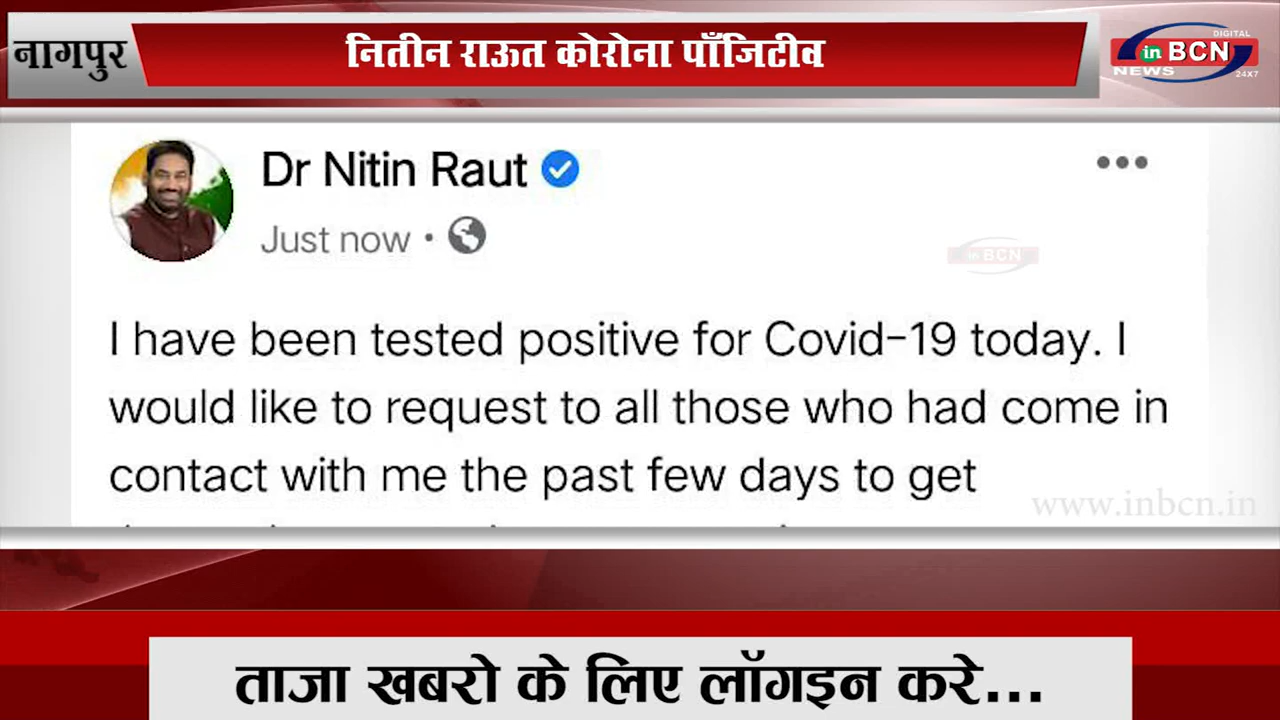 नागपुर
नितीन राऊत कोरोना पॉंजिटीव
DIGITAL
in BCN
NEWS
24X7
Dr Nitin Raut
Just now •
in BCN
I have been tested positive for Covid-19 today. I
would like to request to all those who had come in
contact with me the past few days to get
www.inbcn.in
ताजा खबरो के लिए लॉगइन करे...